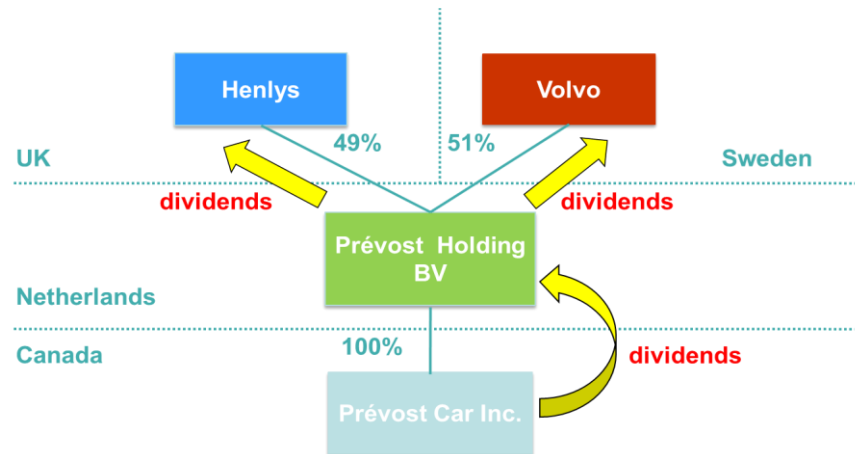 Henlys
Volvo
49%
51%
UK
Sweden
dividends
dividends
Prévost Holding
BV
Netherlands
Canada
100%
dividends
Prévost Car Inc.